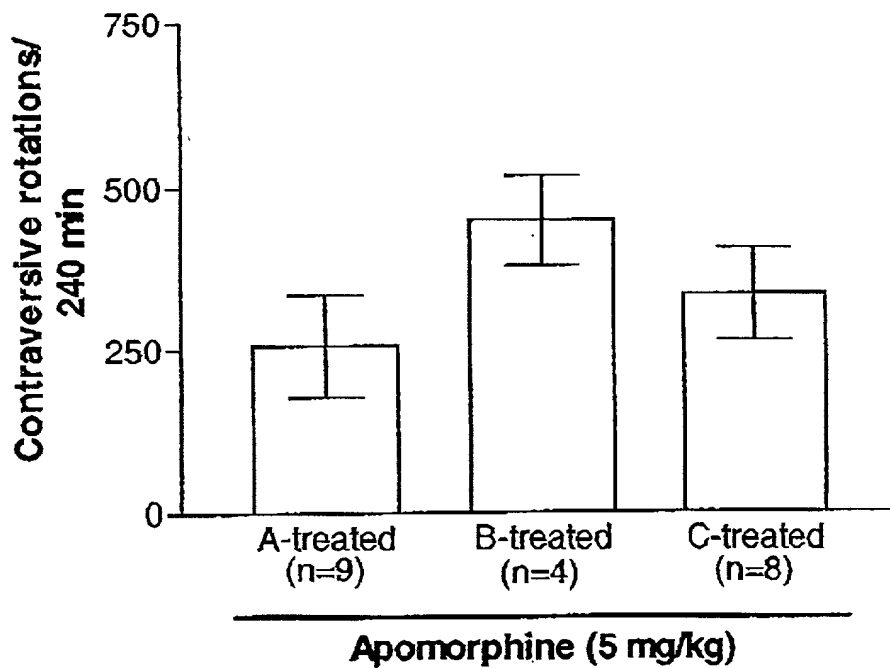 Contraversive rotations/
240 min
750
500
250
0
A-treated
(n=9)
B-treated
(n=4)
C-treated
(n=8)
Apomorphine (5 mg/kg)